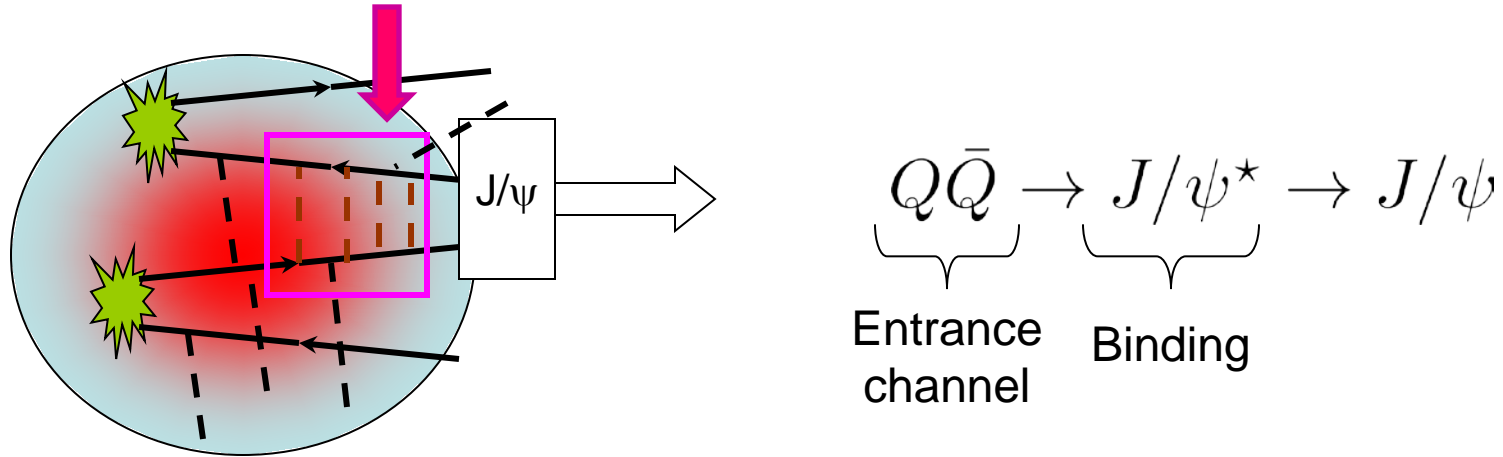 J/ψ
QQ̄ → J/ψ* → J/ψ
Entrance
channel
Binding